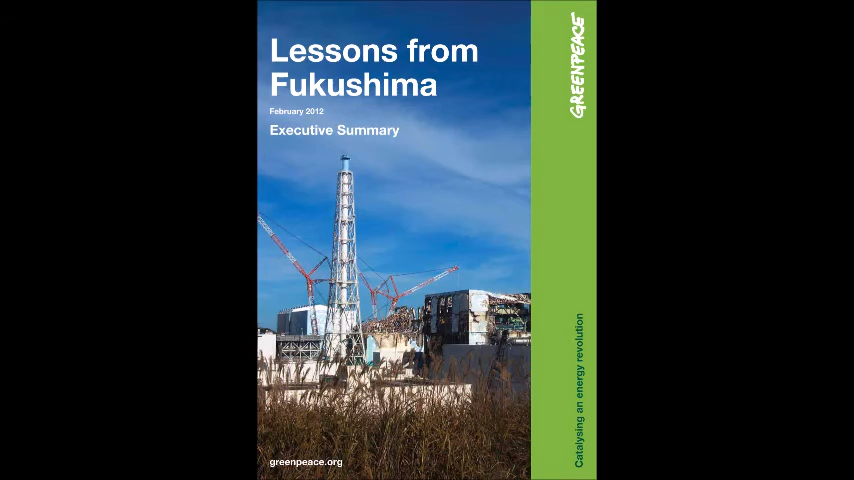 Lessons from
Fukushima
February 2012
Executive Summary
greenpeace.org
GREENPEACE
Catalysing an energy revolution